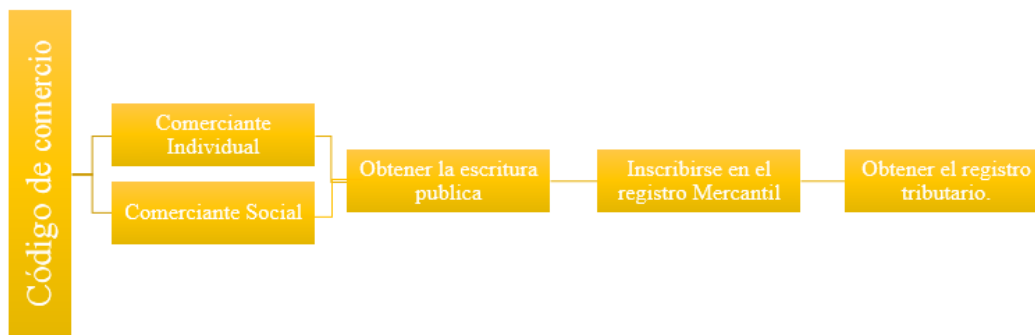 Código de comercio
Comerciante
Individual
Comerciante Social
Obtener la escritura
publica
Inscribirse en el
registro Mercantil
Obtener el registro
tributario.